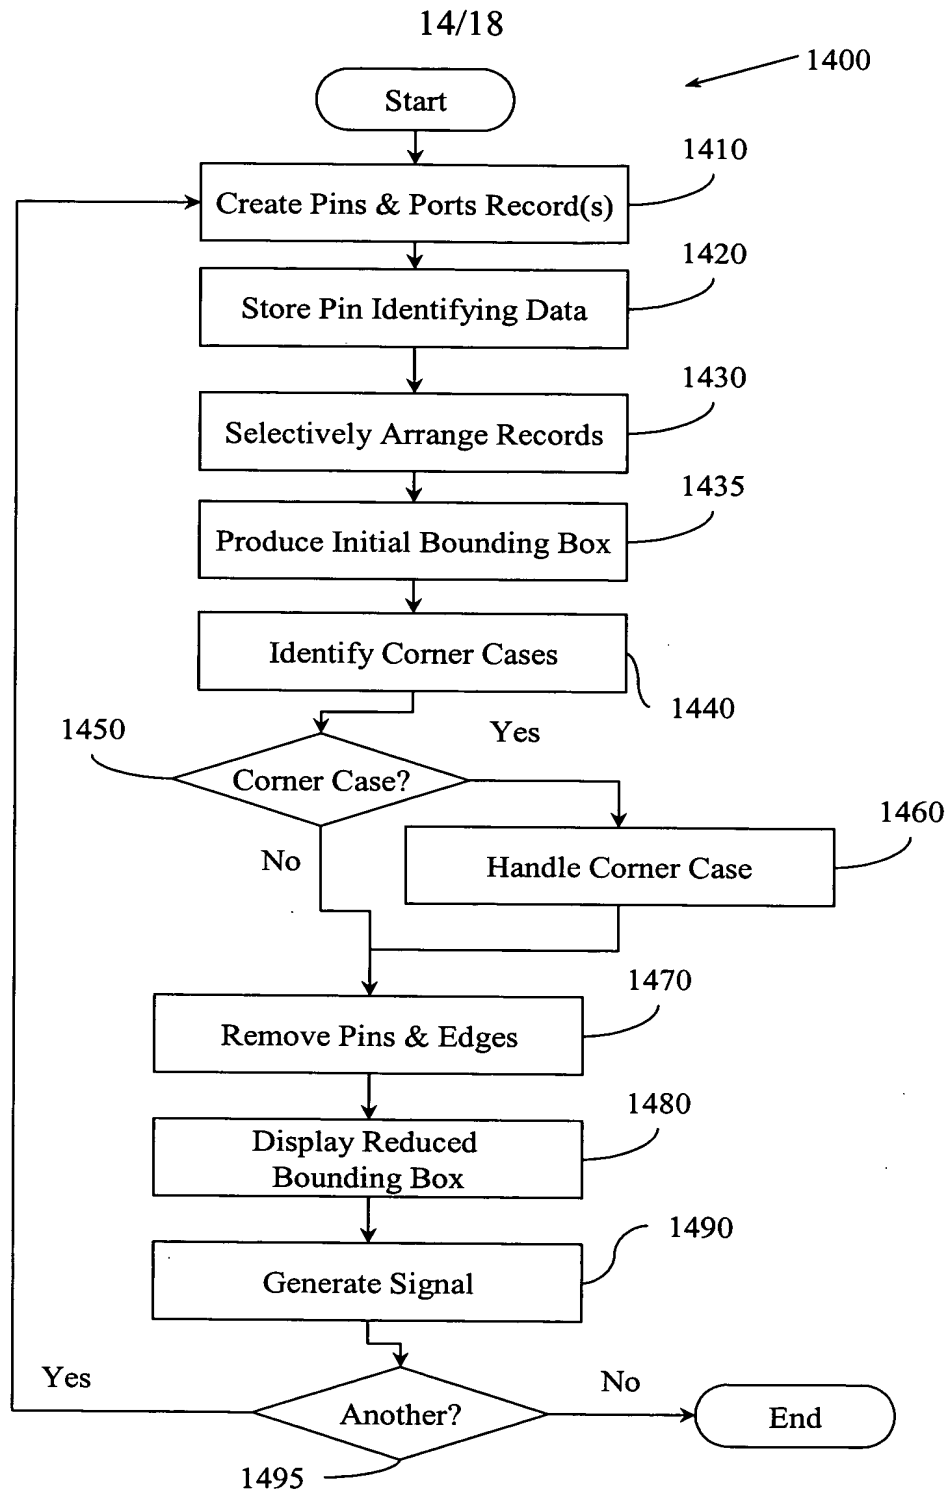 14/18
1400
Start
1410
Create Pins & Ports Record(s)
1420
Store Pin Identifying Data
1430
Selectively Arrange Records
1435
Produce Initial Bounding Box
Identify Corner Cases
1440
1450
Yes
Corner Case?
1460
No
Handle Corner Case
1470
Remove Pins & Edges
1480
Display Reduced
Bounding Box
1490
Generate Signal
Yes
No
Another?
End
1495